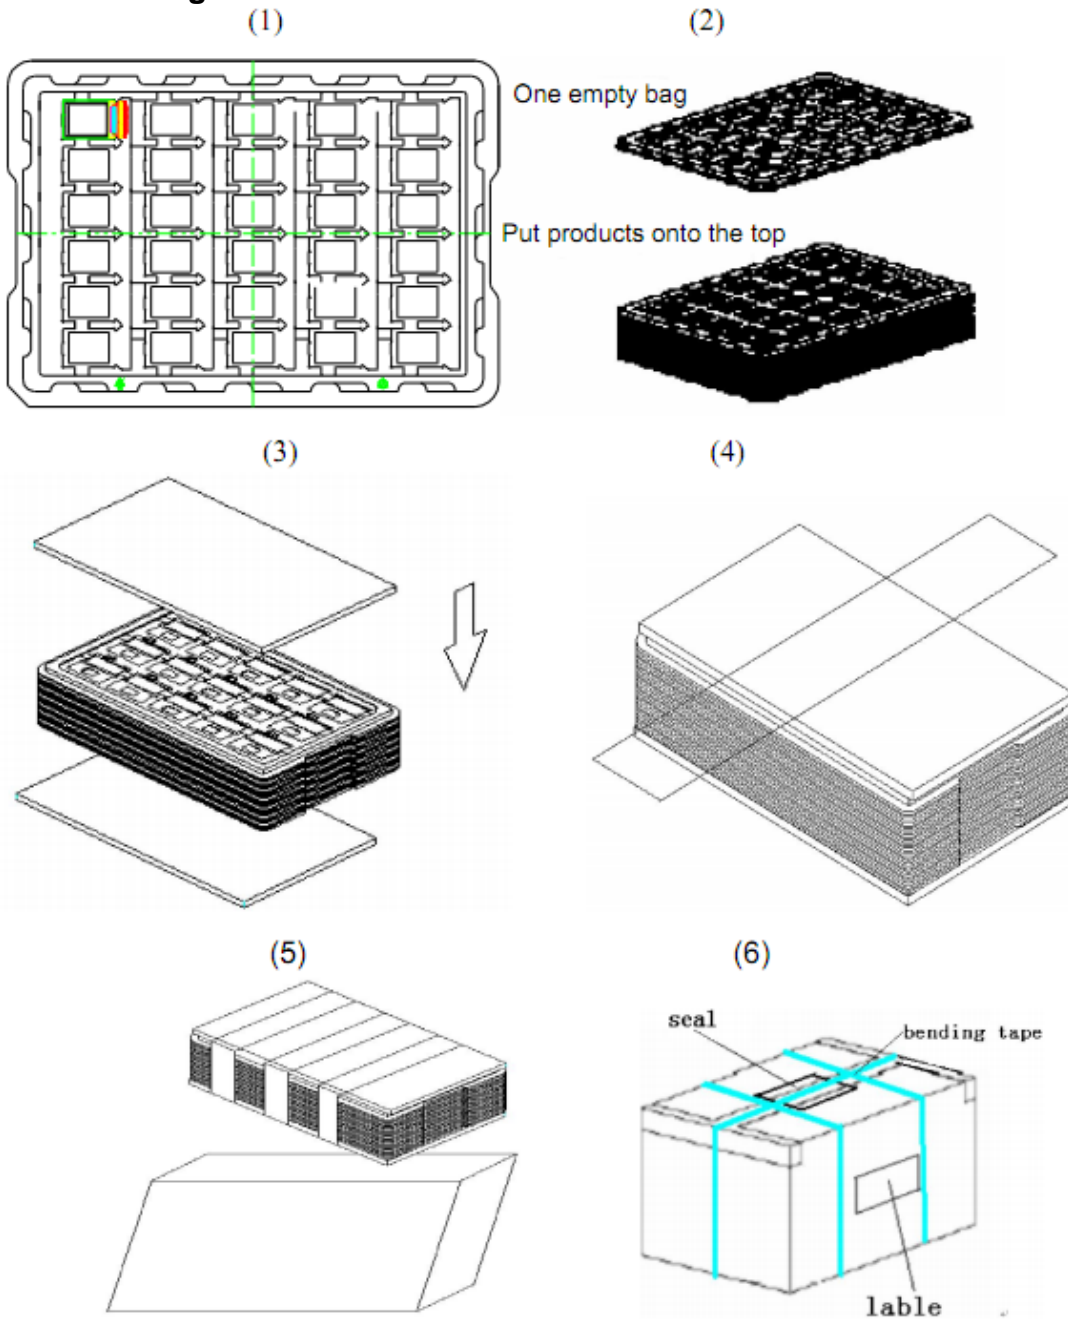 (1)
(2)
One empty bag
Put products onto the top
(3)
(4)
(5)
(6)
seal
bending tape
lable